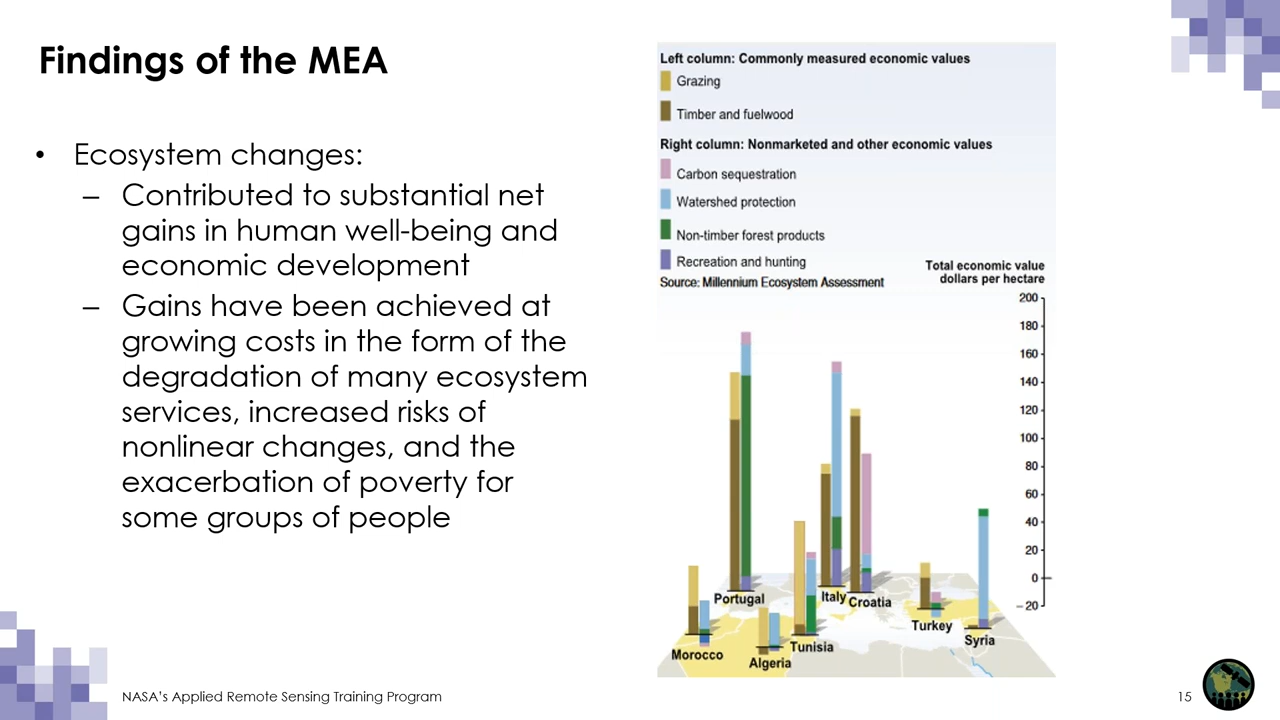 Findings of the MEA
• Ecosystem changes:
– Contributed to substantial net
gains in human well-being and
economic development
– Gains have been achieved at
growing costs in the form of the
degradation of many ecosystem
services, increased risks of
nonlinear changes, and the
exacerbation of poverty for
some groups of people
Left column: Commonly measured economic values
Grazing
Timber and fuelwood
Right column: Nonmarketed and other economic values
Carbon sequestration
Watershed protection
Non-timber forest products
Recreation and hunting
Source: Millennium Ecosystem Assessment
Total economic value
dollars per hectare
200
180
160
140
120
100
80
60
40
20
0
–20
Portugal
Italy
Croatia
Turkey
Syria
Tunisia
Morocco
Algeria
NASA's Applied Remote Sensing Training Program
15